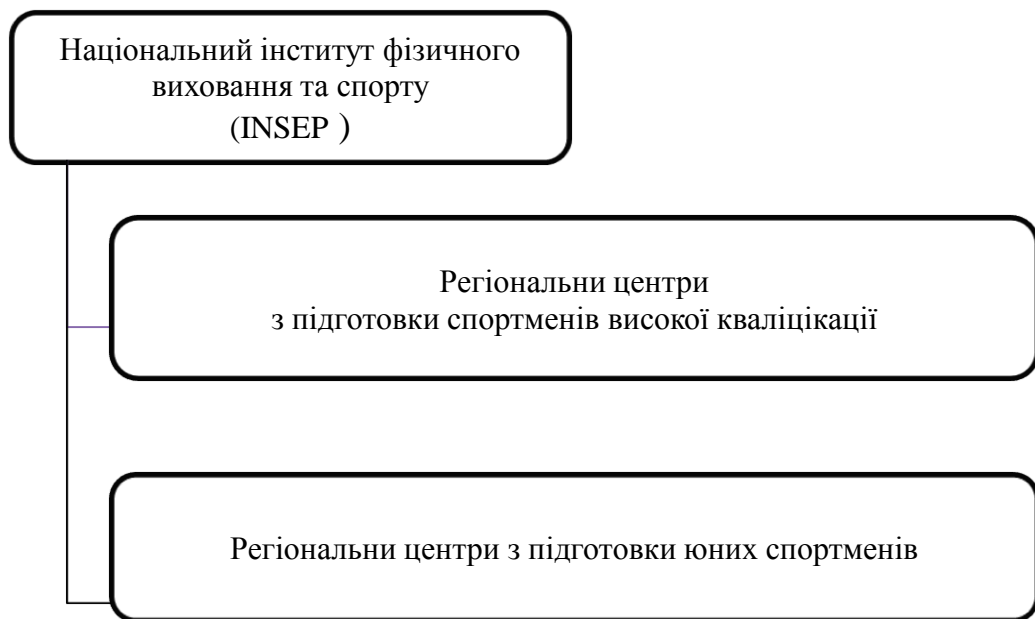 Національний інститут фізичного
виховання та спорту
(INSEP )
Регіональни центри
з підготовки спортменів високої кваліцікації
Регіональни центри з підготовки юних спортменів